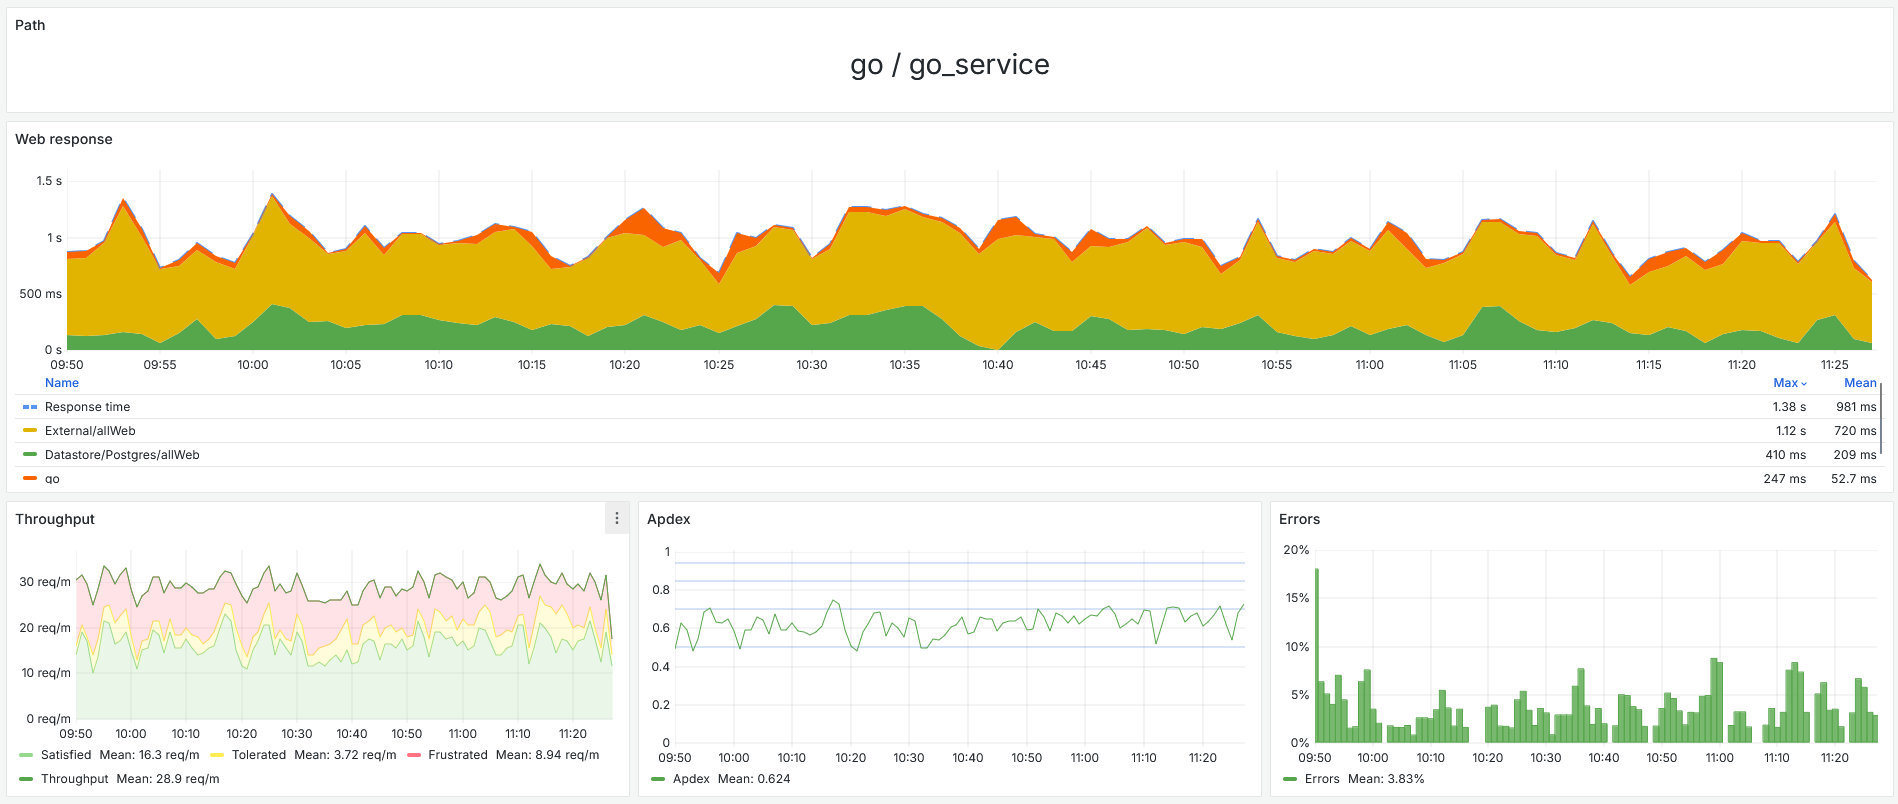 Path
go / go_service
Web response
1.5 s
1 s
500 ms
0 s
09:50 09:55 10:00 10:05 10:10 10:15 10:20 10:25 10:30 10:35 10:40 10:45 10:50 10:55 11:00 11:05 11:10 11:15 11:20 11:25
Name Max Mean
Response time 1.38 s 981 ms
External/allWeb 1.12 s 720 ms
Datastore/Postgres/allWeb 410 ms 209 ms
go 247 ms 52.7 ms
Throughput
30 req/m
20 req/m
10 req/m
0 req/m
09:50 10:00 10:10 10:20 10:30 10:40 10:50 11:00 11:10 11:20
Satisfied Mean: 16.3 req/m Tolerated Mean: 3.72 req/m Frustrated Mean: 8.94 req/m
Throughput Mean: 28.9 req/m
Apdex
1
0.8
0.6
0.4
0.2
0
09:50 10:00 10:10 10:20 10:30 10:40 10:50 11:00 11:10 11:20
Apdex Mean: 0.624
Errors
20%
15%
10%
5%
0%
09:50 10:00 10:10 10:20 10:30 10:40 10:50 11:00 11:10 11:20
Errors Mean: 3.83%